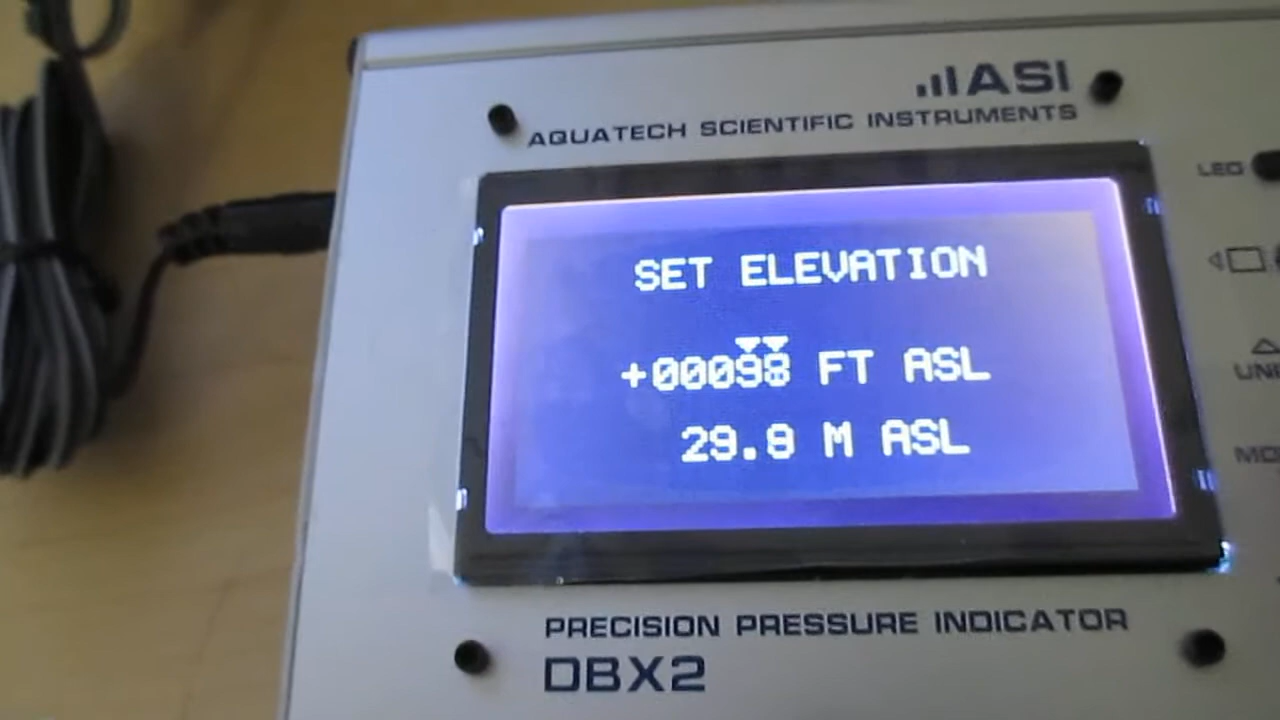 ASI
AQUATECH SCIENTIFIC INSTRUMENTS
LED
SET ELEVATION
+00098 FT ASL
29.8 M ASL
PRECISION PRESSURE INDICATOR
DBX2